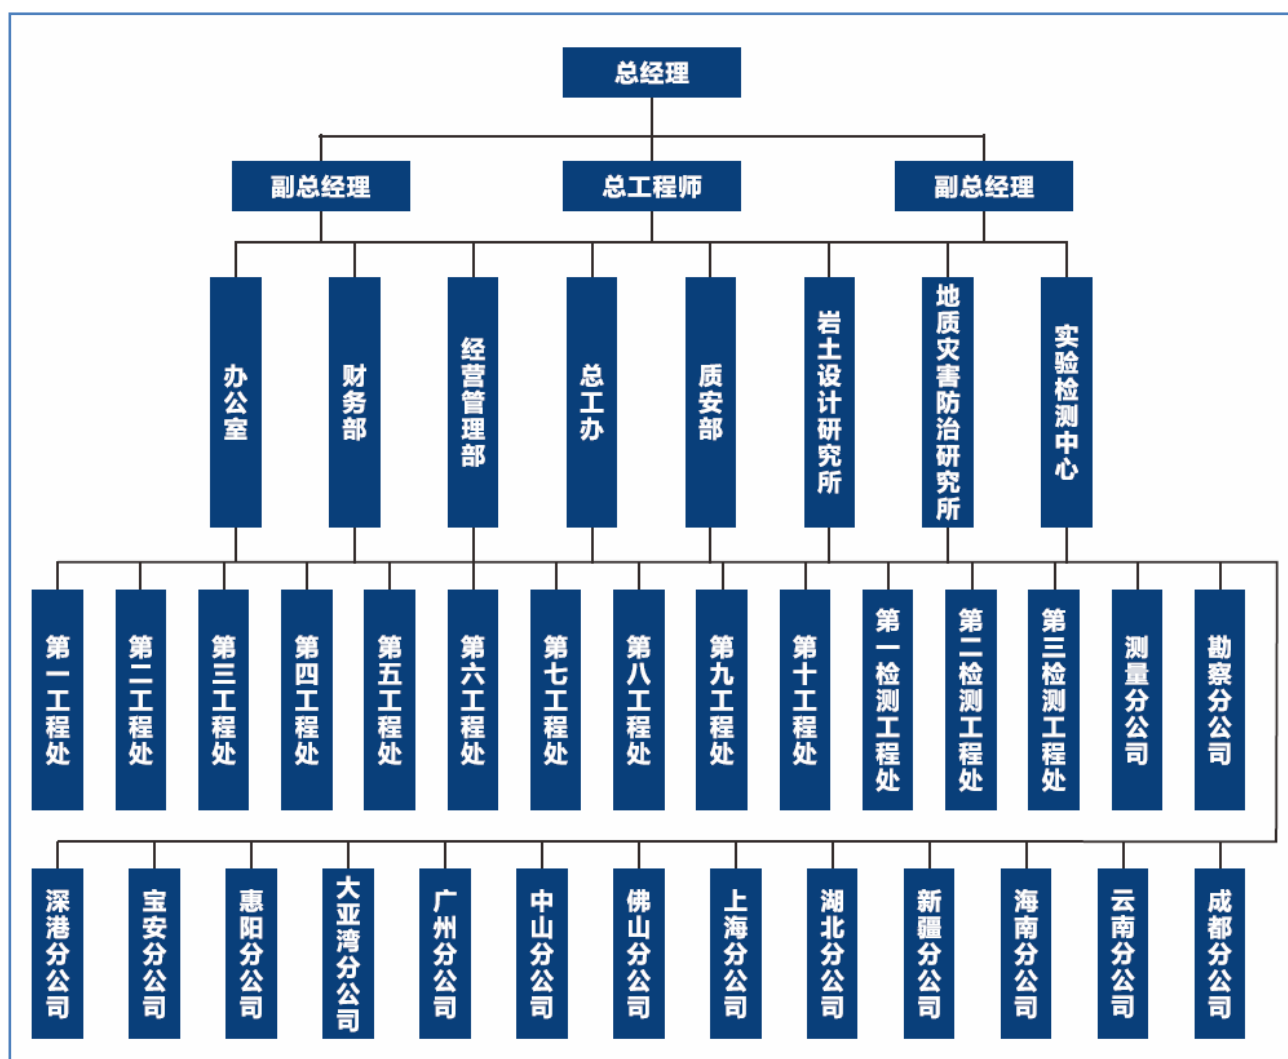 总经理
副总经理
总工程师
副总经理
办公室
财务部
经营管理部
总工办
质安部
岩土设计研究所
地质灾害防治研究所
实验检测中心
第一工程处
第二工程处
第三工程处
第四工程处
第五工程处
第六工程处
第七工程处
第八工程处
第九工程处
第十工程处
第一检测工程处
第二检测工程处
第三检测工程处
测量分公司
勘察分公司
深港分公司
宝安分公司
惠阳分公司
大亚湾分公司
广州分公司
中山分公司
佛山分公司
上海分公司
湖北分公司
新疆分公司
海南分公司
云南分公司
成都分公司